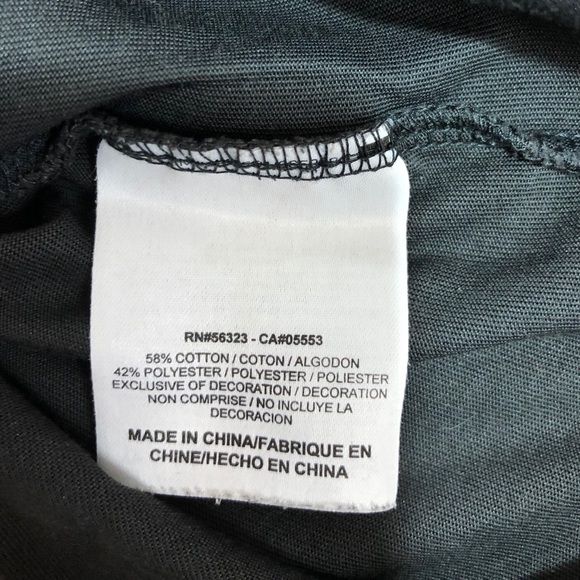 RN#56323 - CA#05553
58% COTTON / COTON / ALGODON
42% POLYESTER / POLYESTER / POLIESTER
EXCLUSIVE OF DECORATION / DECORATION
NON COMPRISE / NO INCLUYE LA
DECORACION
MADE IN CHINA/FABRIQUE EN
CHINE/HECHO EN CHINA